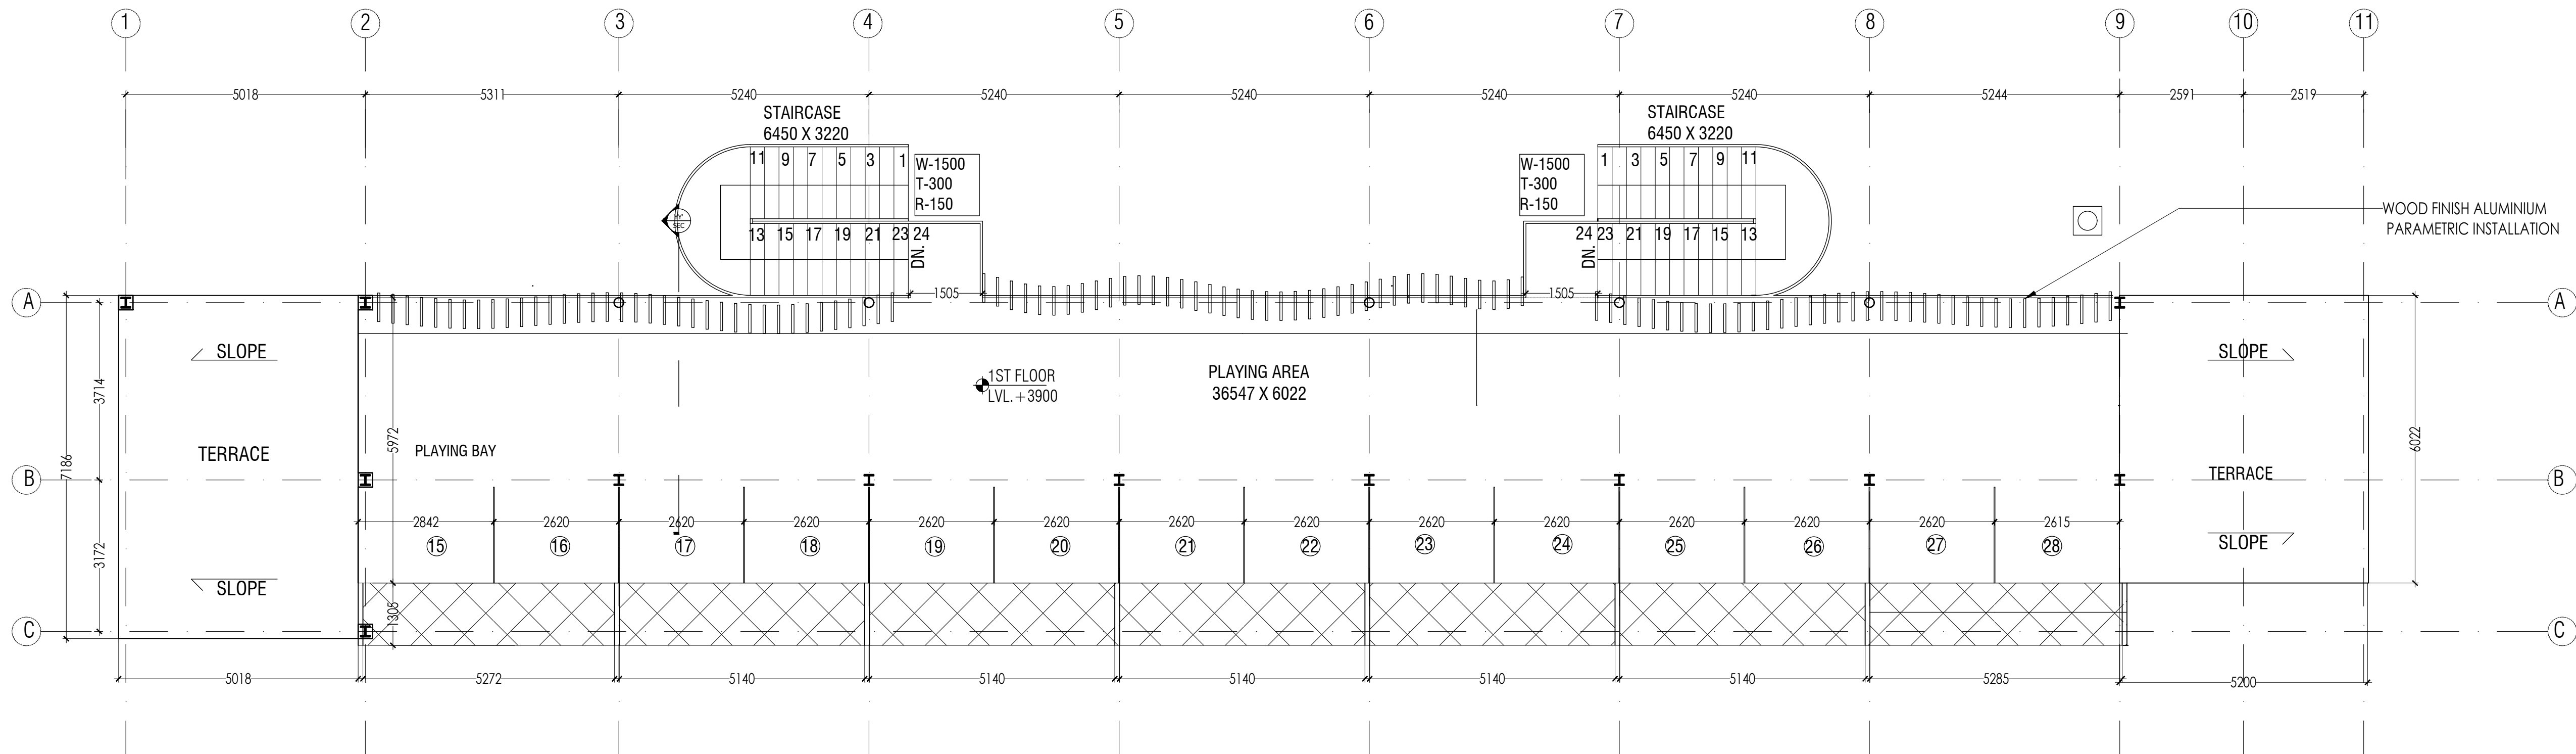 1 2 3 4 5 6 7 8 9 10 11
5018 5311 5240 5240 5240 5240 5240 5244 2591 2519
STAIRCASE
6450 X 3220
STAIRCASE
6450 X 3220
11 9 7 5 3 1
W-1500
T-300
R-150
W-1500
T-300
R-150
1 3 5 7 9 11
SEC
13 15 17 19 21 23 24
DN.
24 23 21 19 17 15 13
DN.
WOOD FINISH ALUMINIUM
PARAMETRIC INSTALLATION
1505
1505
A
A
SLOPE
SLOPE
3714
1ST FLOOR
LVL.+3900
PLAYING AREA
36547 X 6022
7186
TERRACE
5972
PLAYING BAY
6022
B
TERRACE
B
2842 2620 2620 2620 2620 2620 2620 2620 2620 2620 2620 2620 2620 2615
15 16 17 18 19 20 21 22 23 24 25 26 27 28
3172
SLOPE
SLOPE
1305
C
C
5018 5272 5140 5140 5140 5140 5140 5285 5200